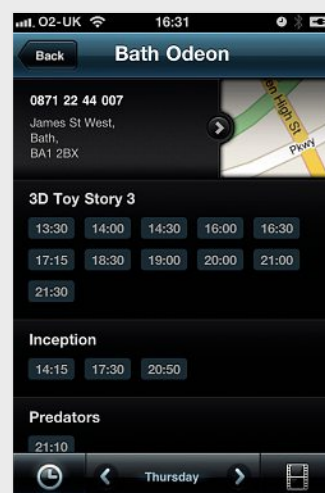 O2-UK 16:31
Back Bath Odeon
0871 22 44 007
James St West,
Bath,
BA1 2BX
en High St
Pkwy
3D Toy Story 3
13:30 14:00 14:30 16:00 16:30
17:15 18:30 19:00 20:00 21:00
21:30
Inception
14:15 17:30 20:50
Predators
21:10
Thursday